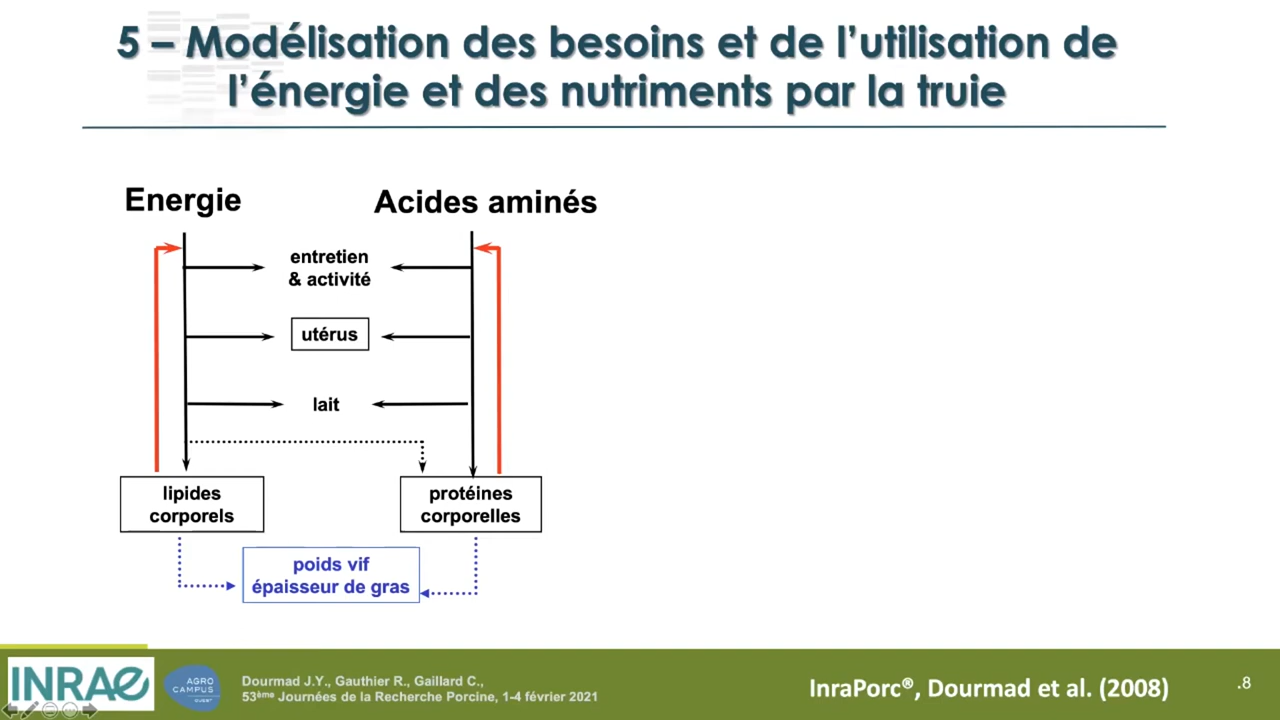 5 – Modélisation des besoins et de l’utilisation de
l’énergie et des nutriments par la truie
Energie
Acides aminés
entretien
& activité
utérus
lait
lipides
corporels
protéines
corporelles
poids vif
épaisseur de gras
INRAE
AGRO
CAMPUS
OUEST
Dourmad J.Y., Gauthier R., Gaillard C.,
53ème Journées de la Recherche Porcine, 1-4 février 2021
InraPorc®, Dourmad et al. (2008)
.8